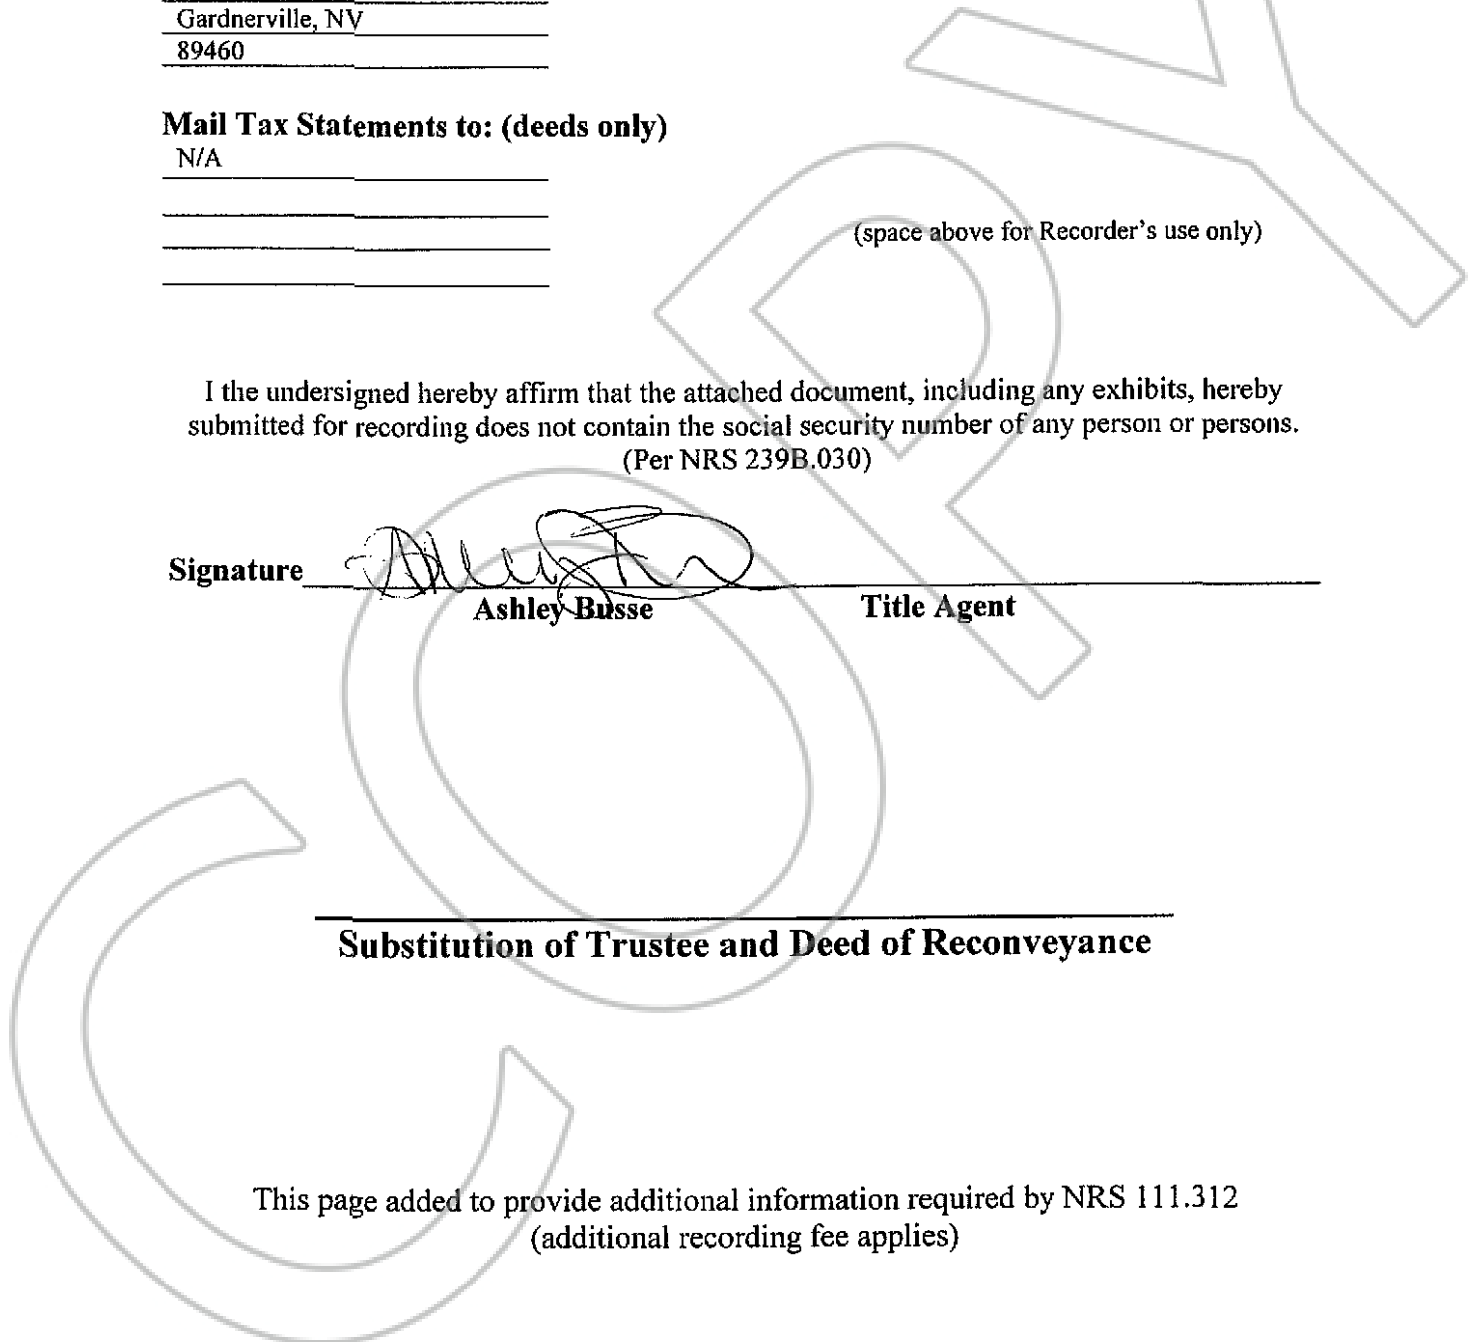 Gardnerville, NV
89460
Mail Tax Statements to: (deeds only)
N/A
(space above for Recorder's use only)
I the undersigned hereby affirm that the attached document, including any exhibits, hereby
submitted for recording does not contain the social security number of any person or persons.
(Per NRS 239B.030)
Signature
Ashley Busse Title Agent
Substitution of Trustee and Deed of Reconveyance
This page added to provide additional information required by NRS 111.312
(additional recording fee applies)
COPY